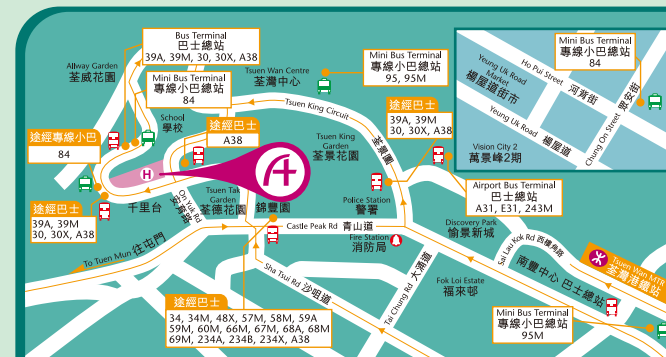 Bus Terminal
巴士總站
39A, 39M, 30, 30X, A38
Allway Garden
荃威花園
Mini Bus Terminal
專線小巴總站
84
Tsuen Wan Centre
荃灣中心
Mini Bus Terminal
專線小巴總站
95, 95M
Yeung Uk Road
Market
楊屋道街市
Ho Pui Street 河背街
Mini Bus Terminal
專線小巴總站
84
Yeung Uk Road 楊屋道
Chung On Street 眾安街
Vision City 2
萬景峰2期
School
學校
途經巴士
A38
Tsuen King Circuit
荃景圍
途經巴士
39A, 39M
30, 30X, A38
途經專線小巴
84
H
千里台
On Yuk Rd
安育路
Tsuen Tak
Garden
荃德花園
錦豐園
Tsuen King
Garden
荃景花園
Police Station
警署
Airport Bus Terminal
巴士總站
A31, E31, 243M
途經巴士
39A, 39M
30, 30X, A38
To Tuen Mun 往屯門
Castle Peak Rd 青山道
Fire Station
消防局
Discovery Park
愉景新城
Sai Lau Kok Rd 西樓角路
Tsuen Wan MTR
荃灣港鐵站
南豐中心 巴士總站
Sha Tsui Rd 沙咀道
Tai Chung Rd 大涌道
Fok Loi Estate
福來邨
途經巴士
34, 34M, 48X, 57M, 58M, 59A
59M, 60M, 66M, 67M, 68A, 68M
69M, 234A, 234B, 234X, A38
Mini Bus Terminal
專線小巴總站
95M